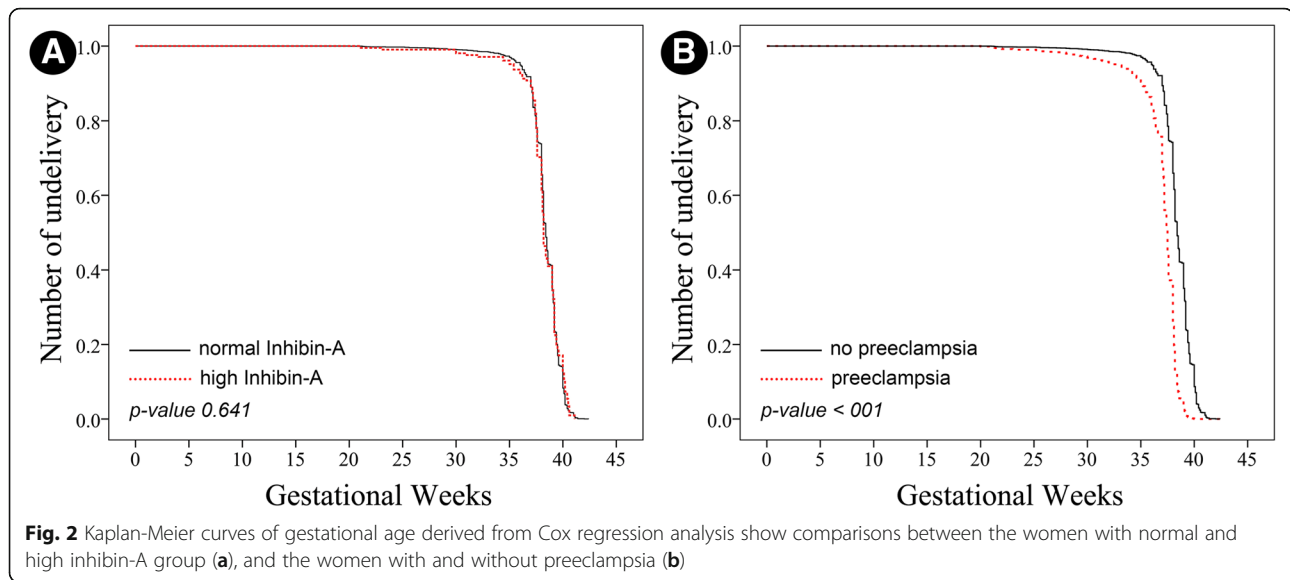 A
Number of undelivery
1.0
0.8
0.6
0.4
0.2
0.0
normal Inhibin-A
high Inhibin-A
p-value 0.641
0 5 10 15 20 25 30 35 40 45
Gestational Weeks
B
Number of undelivery
1.0
0.8
0.6
0.4
0.2
0.0
no preeclampsia
preeclampsia
p-value < 001
0 5 10 15 20 25 30 35 40 45
Gestational Weeks
Fig. 2 Kaplan-Meier curves of gestational age derived from Cox regression analysis show comparisons between the women with normal and
high inhibin-A group (a), and the women with and without preeclampsia (b)